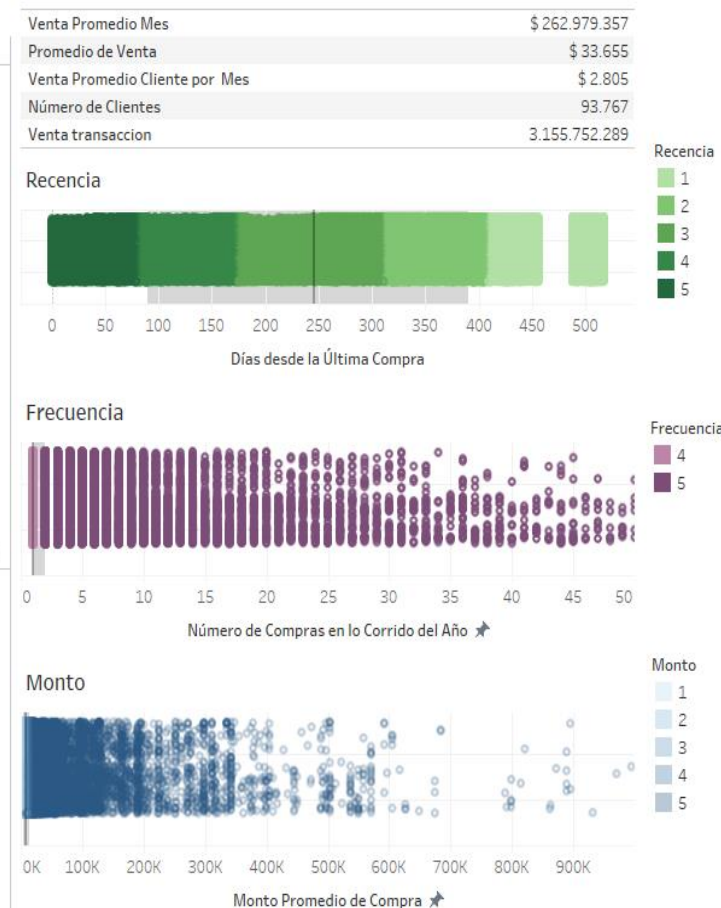 Venta Promedio Mes $ 262.979.357
Promedio de Venta $ 33.655
Venta Promedio Cliente por Mes $ 2.805
Número de Clientes 93.767
Venta transaccion 3.155.752.289
Recencia
0 50 100 150 200 250 300 350 400 450 500
Días desde la Última Compra
Recencia
1
2
3
4
5
Frecuencia
0 5 10 15 20 25 30 35 40 45 50
Número de Compras en lo Corrido del Año
Frecuencia
4
5
Monto
0K 100K 200K 300K 400K 500K 600K 700K 800K 900K
Monto Promedio de Compra
Monto
1
2
3
4
5